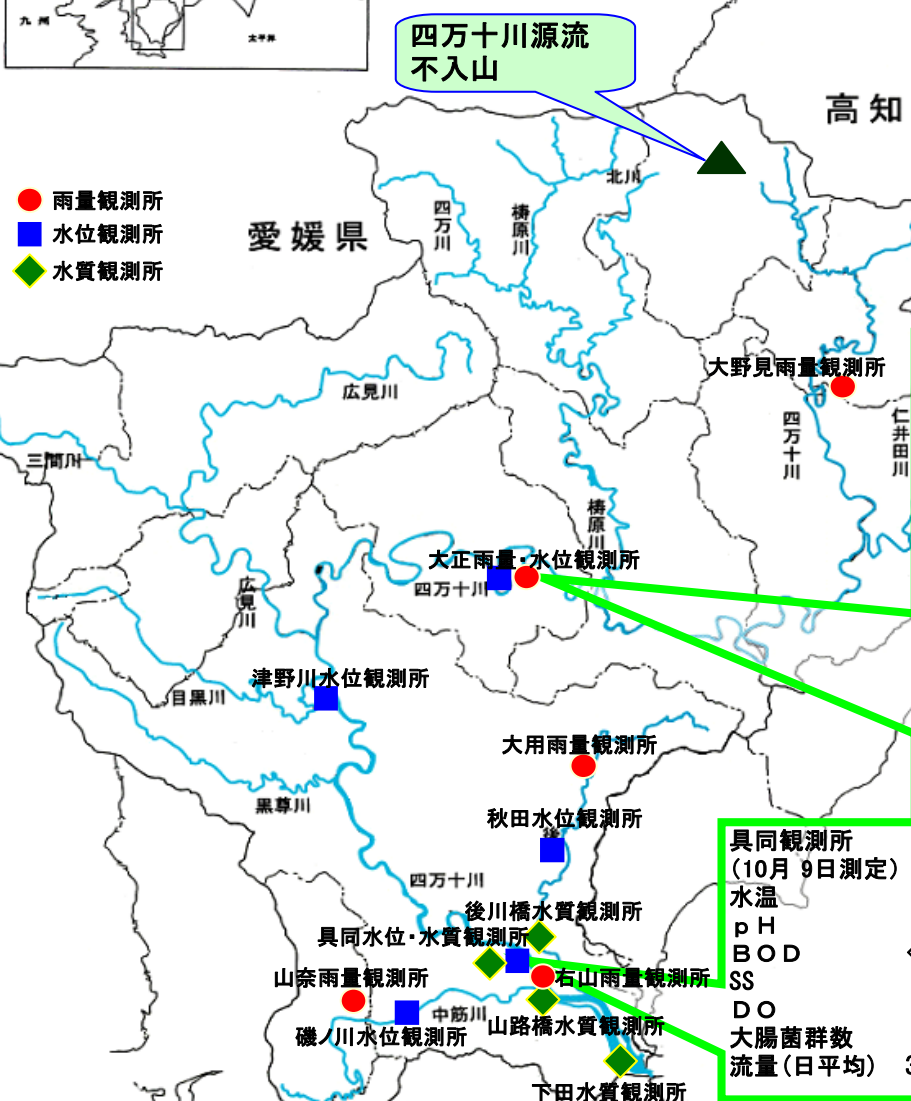 九州
太平洋
四万十川源流
不入山
高知
雨量観測所
水位観測所
水質観測所
愛媛県
北川
四万川
梼原川
大野見雨量観測所
広見川
四万十川
仁井田川
三間川
梼原川
大正雨量・水位観測所
四万十川
広見川
津野川水位観測所
目黒川
大用雨量観測所
黒尊川
秋田水位観測所
後
四万十川
後川橋水質観測所
具同水位・水質観測所
山奈雨量観測所
右山雨量観測所
中筋川
山路橋水質観測所
磯ノ川水位観測所
下田水質観測所
具同観測所
(10月 9日測定)
水温
pH
BOD <
SS
DO
大腸菌群数
流量(日平均) 3